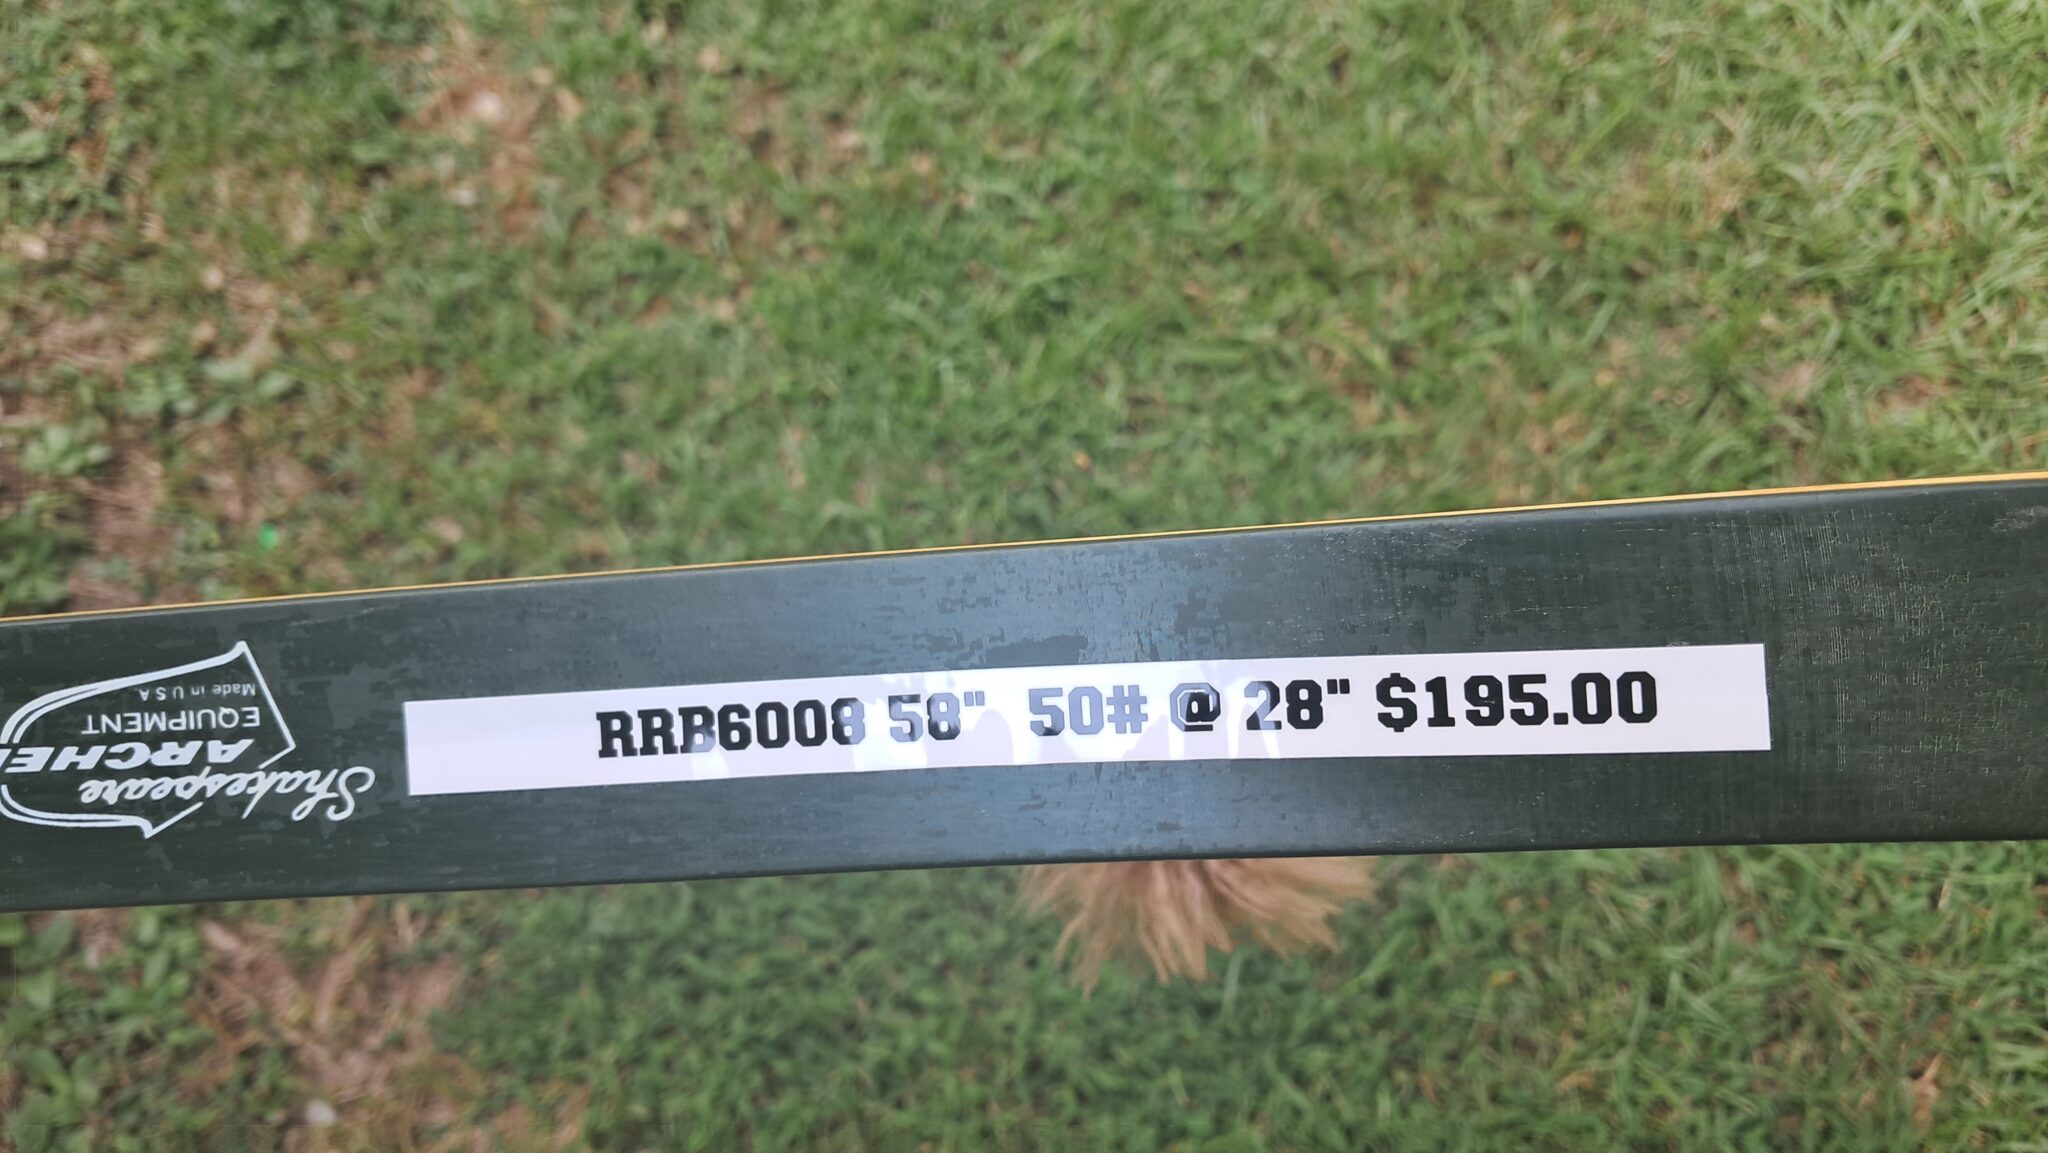 RRB6008 58" 50# @ 28" $195.00
Shakespeare
ARCHE
EQUIPMENT
Made in U S A.